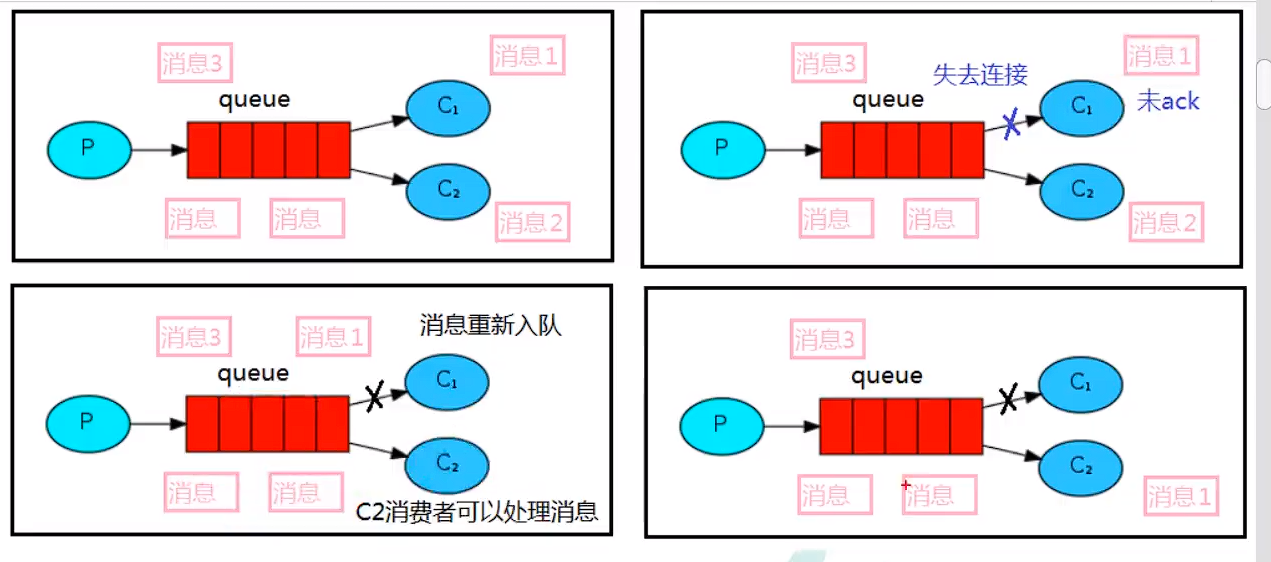 消息3
消息1
queue
C₁
P
C₂
消息
消息
消息2
消息3
失去连接
消息1
queue
C₁
未ack
P
C₂
消息
消息
消息2
消息3
消息1
消息重新入队
queue
C₁
P
C₂
消息
消息
C2消费者可以处理消息
消息3
queue
C₁
P
C₂
消息
消息
消息1